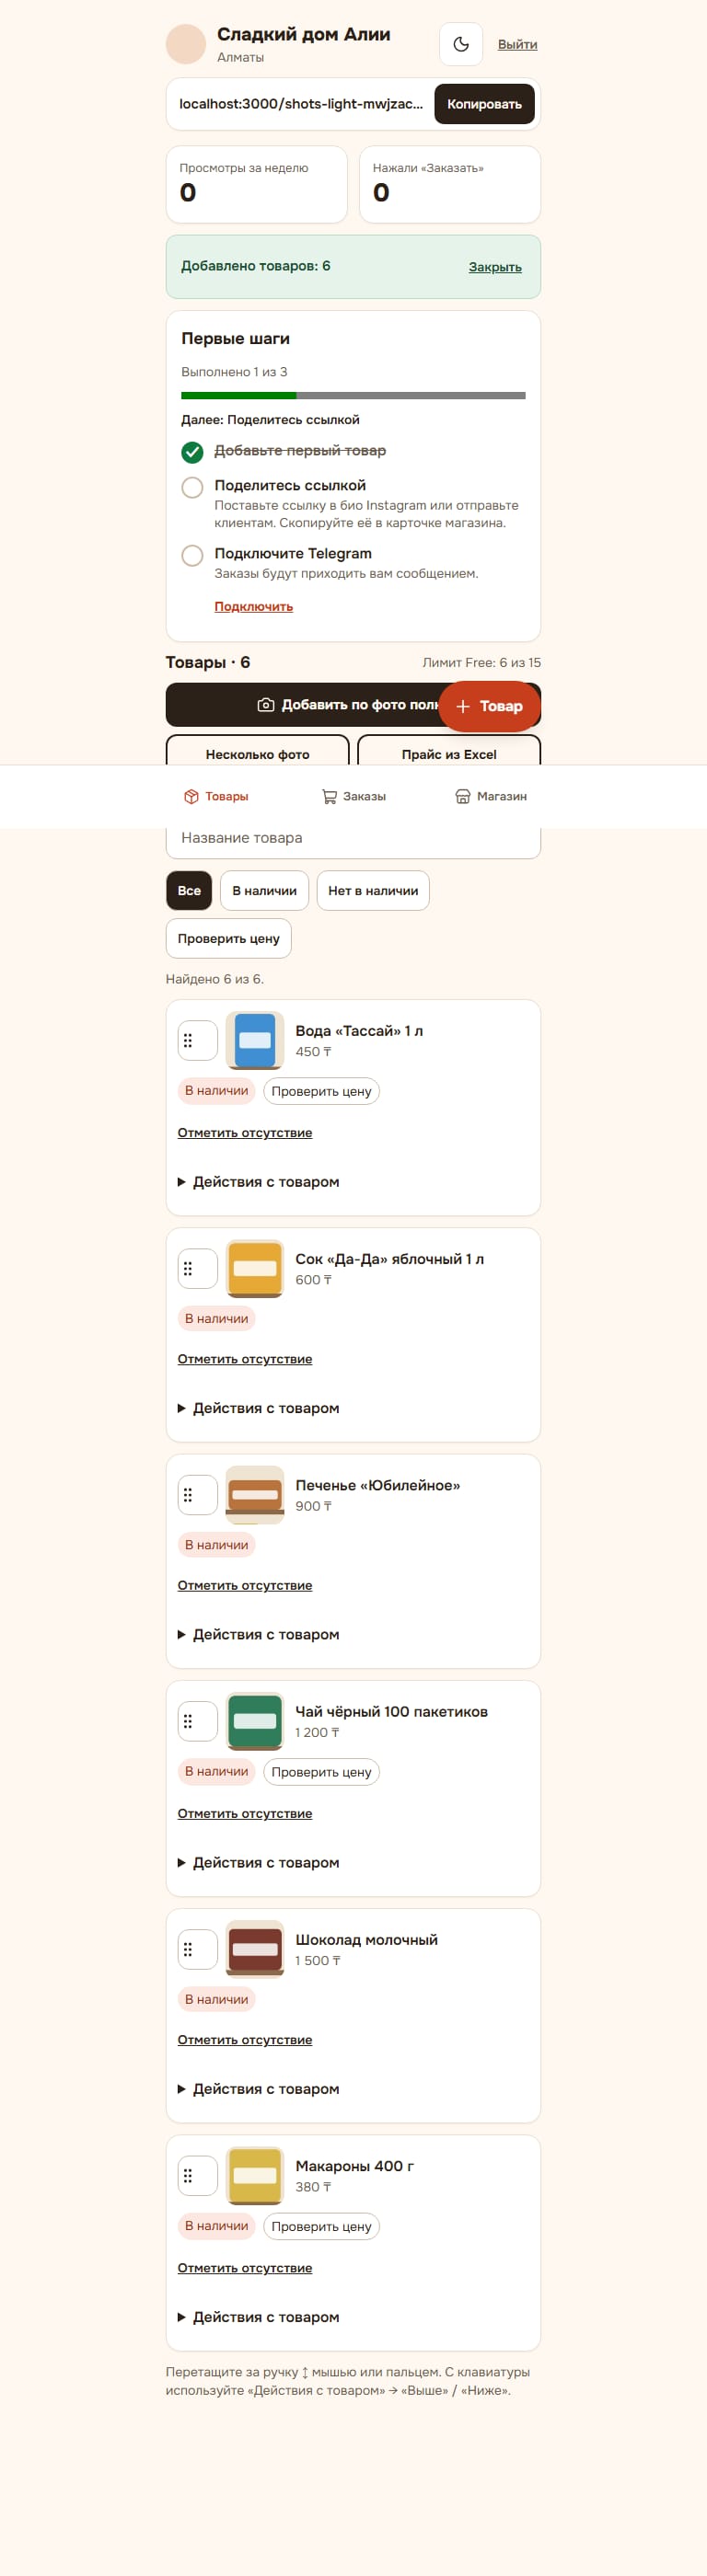 Сладкий дом Алии
Алматы
Выйти
localhost:3000/shots-light-mwjzac...
Копировать
Просмотры за неделю
0
Нажали «Заказать»
0
Добавлено товаров: 6
Закрыть
Первые шаги
Выполнено 1 из 3
Далее: Поделитесь ссылкой
Добавьте первый товар
Поделитесь ссылкой
Поставьте ссылку в био Instagram или отправьте
клиентам. Скопируйте её в карточке магазина.
Подключите Telegram
Заказы будут приходить вам сообщением.
Подключить
Товары · 6
Лимит Free: 6 из 15
Добавить по фото
+ Товар
Несколько фото
Прайс из Excel
Товары
Заказы
Магазин
Название товара
Все
В наличии
Нет в наличии
Проверить цену
Найдено 6 из 6.
Вода «Тассай» 1 л
450 ₸
В наличии
Проверить цену
Отметить отсутствие
Действия с товаром
Сок «Да-Да» яблочный 1 л
600 ₸
В наличии
Отметить отсутствие
Действия с товаром
Печенье «Юбилейное»
900 ₸
В наличии
Отметить отсутствие
Действия с товаром
Чай чёрный 100 пакетиков
1 200 ₸
В наличии
Проверить цену
Отметить отсутствие
Действия с товаром
Шоколад молочный
1 500 ₸
В наличии
Отметить отсутствие
Действия с товаром
Макароны 400 г
380 ₸
В наличии
Проверить цену
Отметить отсутствие
Действия с товаром
Перетащите за ручку ↕ мышью или пальцем. С клавиатуры
используйте «Действия с товаром» → «Выше» / «Ниже».